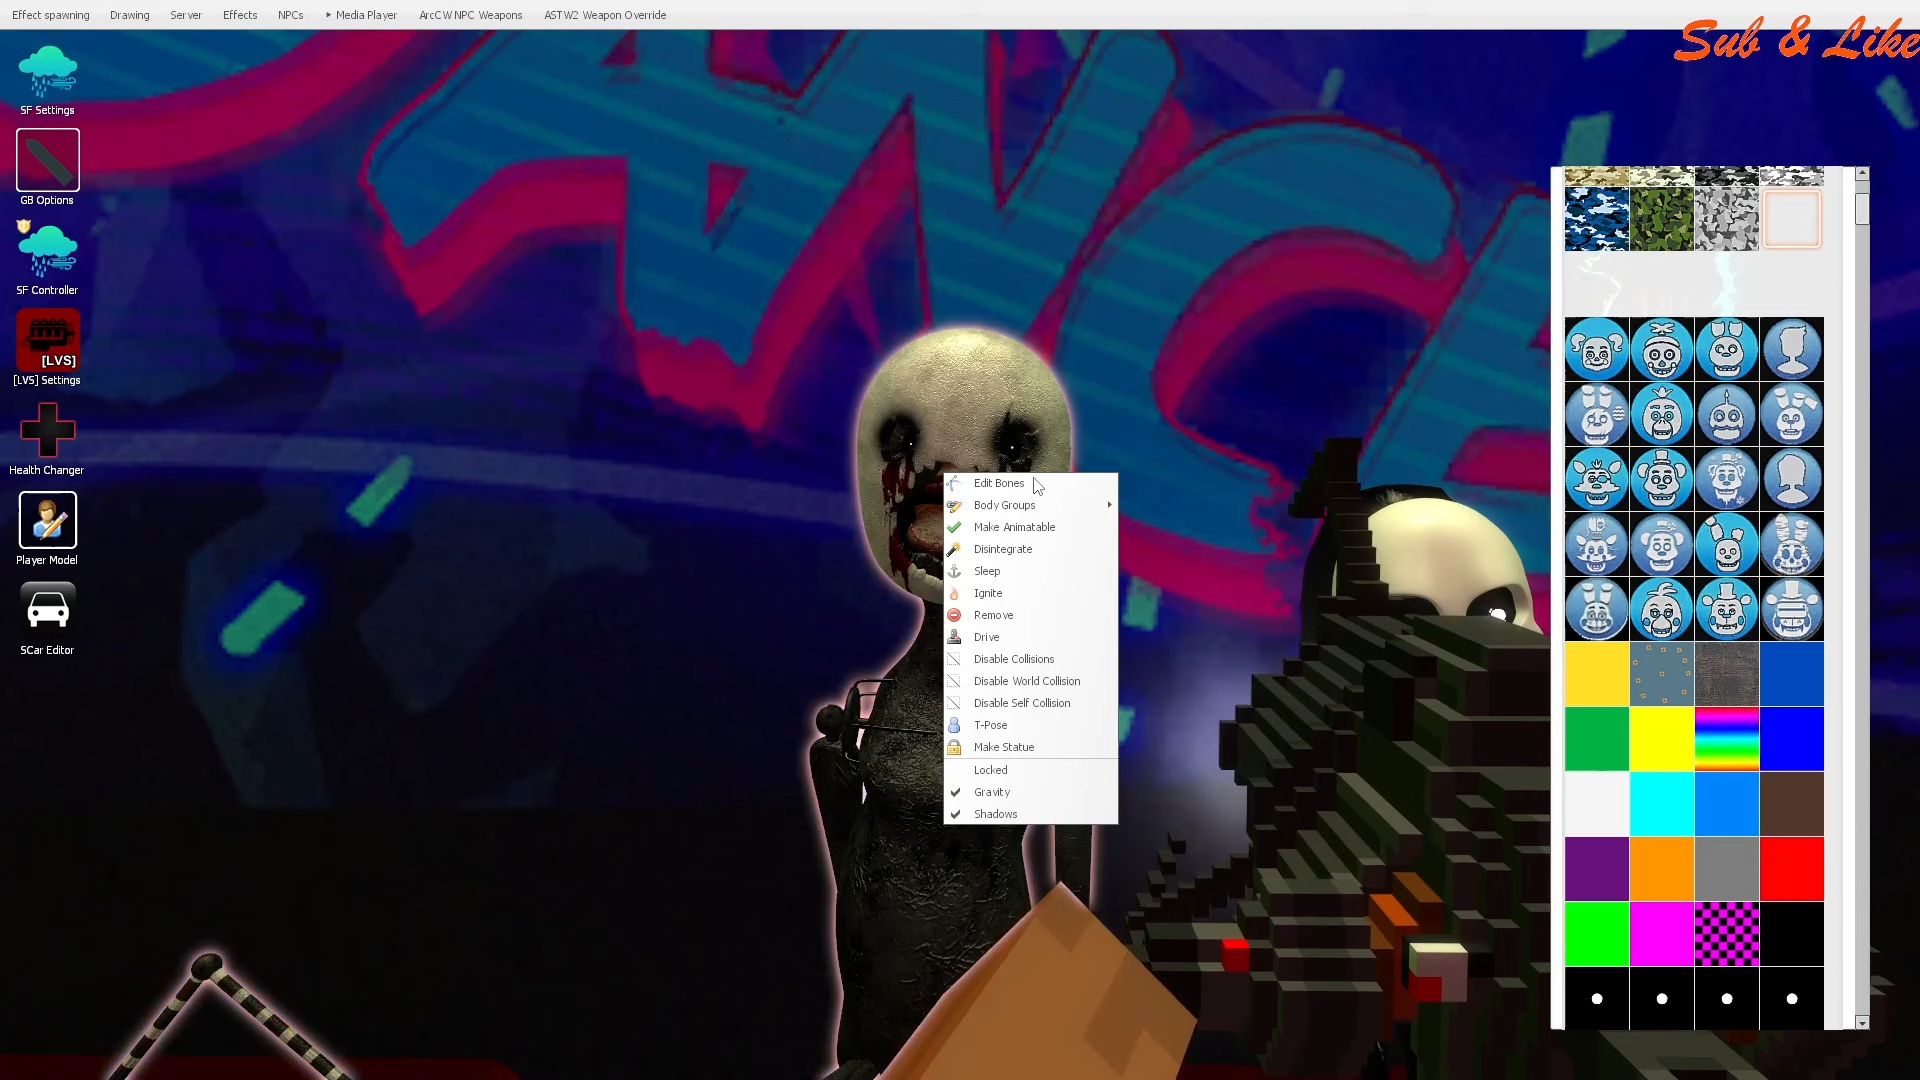 Effect spawning
Drawing
Server
Effects
NPCs
Media Player
ArcCW NPC Weapons
ASTW2 Weapon Override
Sub & Like
SF Settings
GB Options
SF Controller
[LVS]
[LVS] Settings
Health Changer
Player Model
SCar Editor
Edit Bones
Body Groups
Make Animatable
Disintegrate
Sleep
Ignite
Remove
Drive
Disable Collisions
Disable World Collision
Disable Self Collision
T-Pose
Make Statue
Locked
Gravity
Shadows